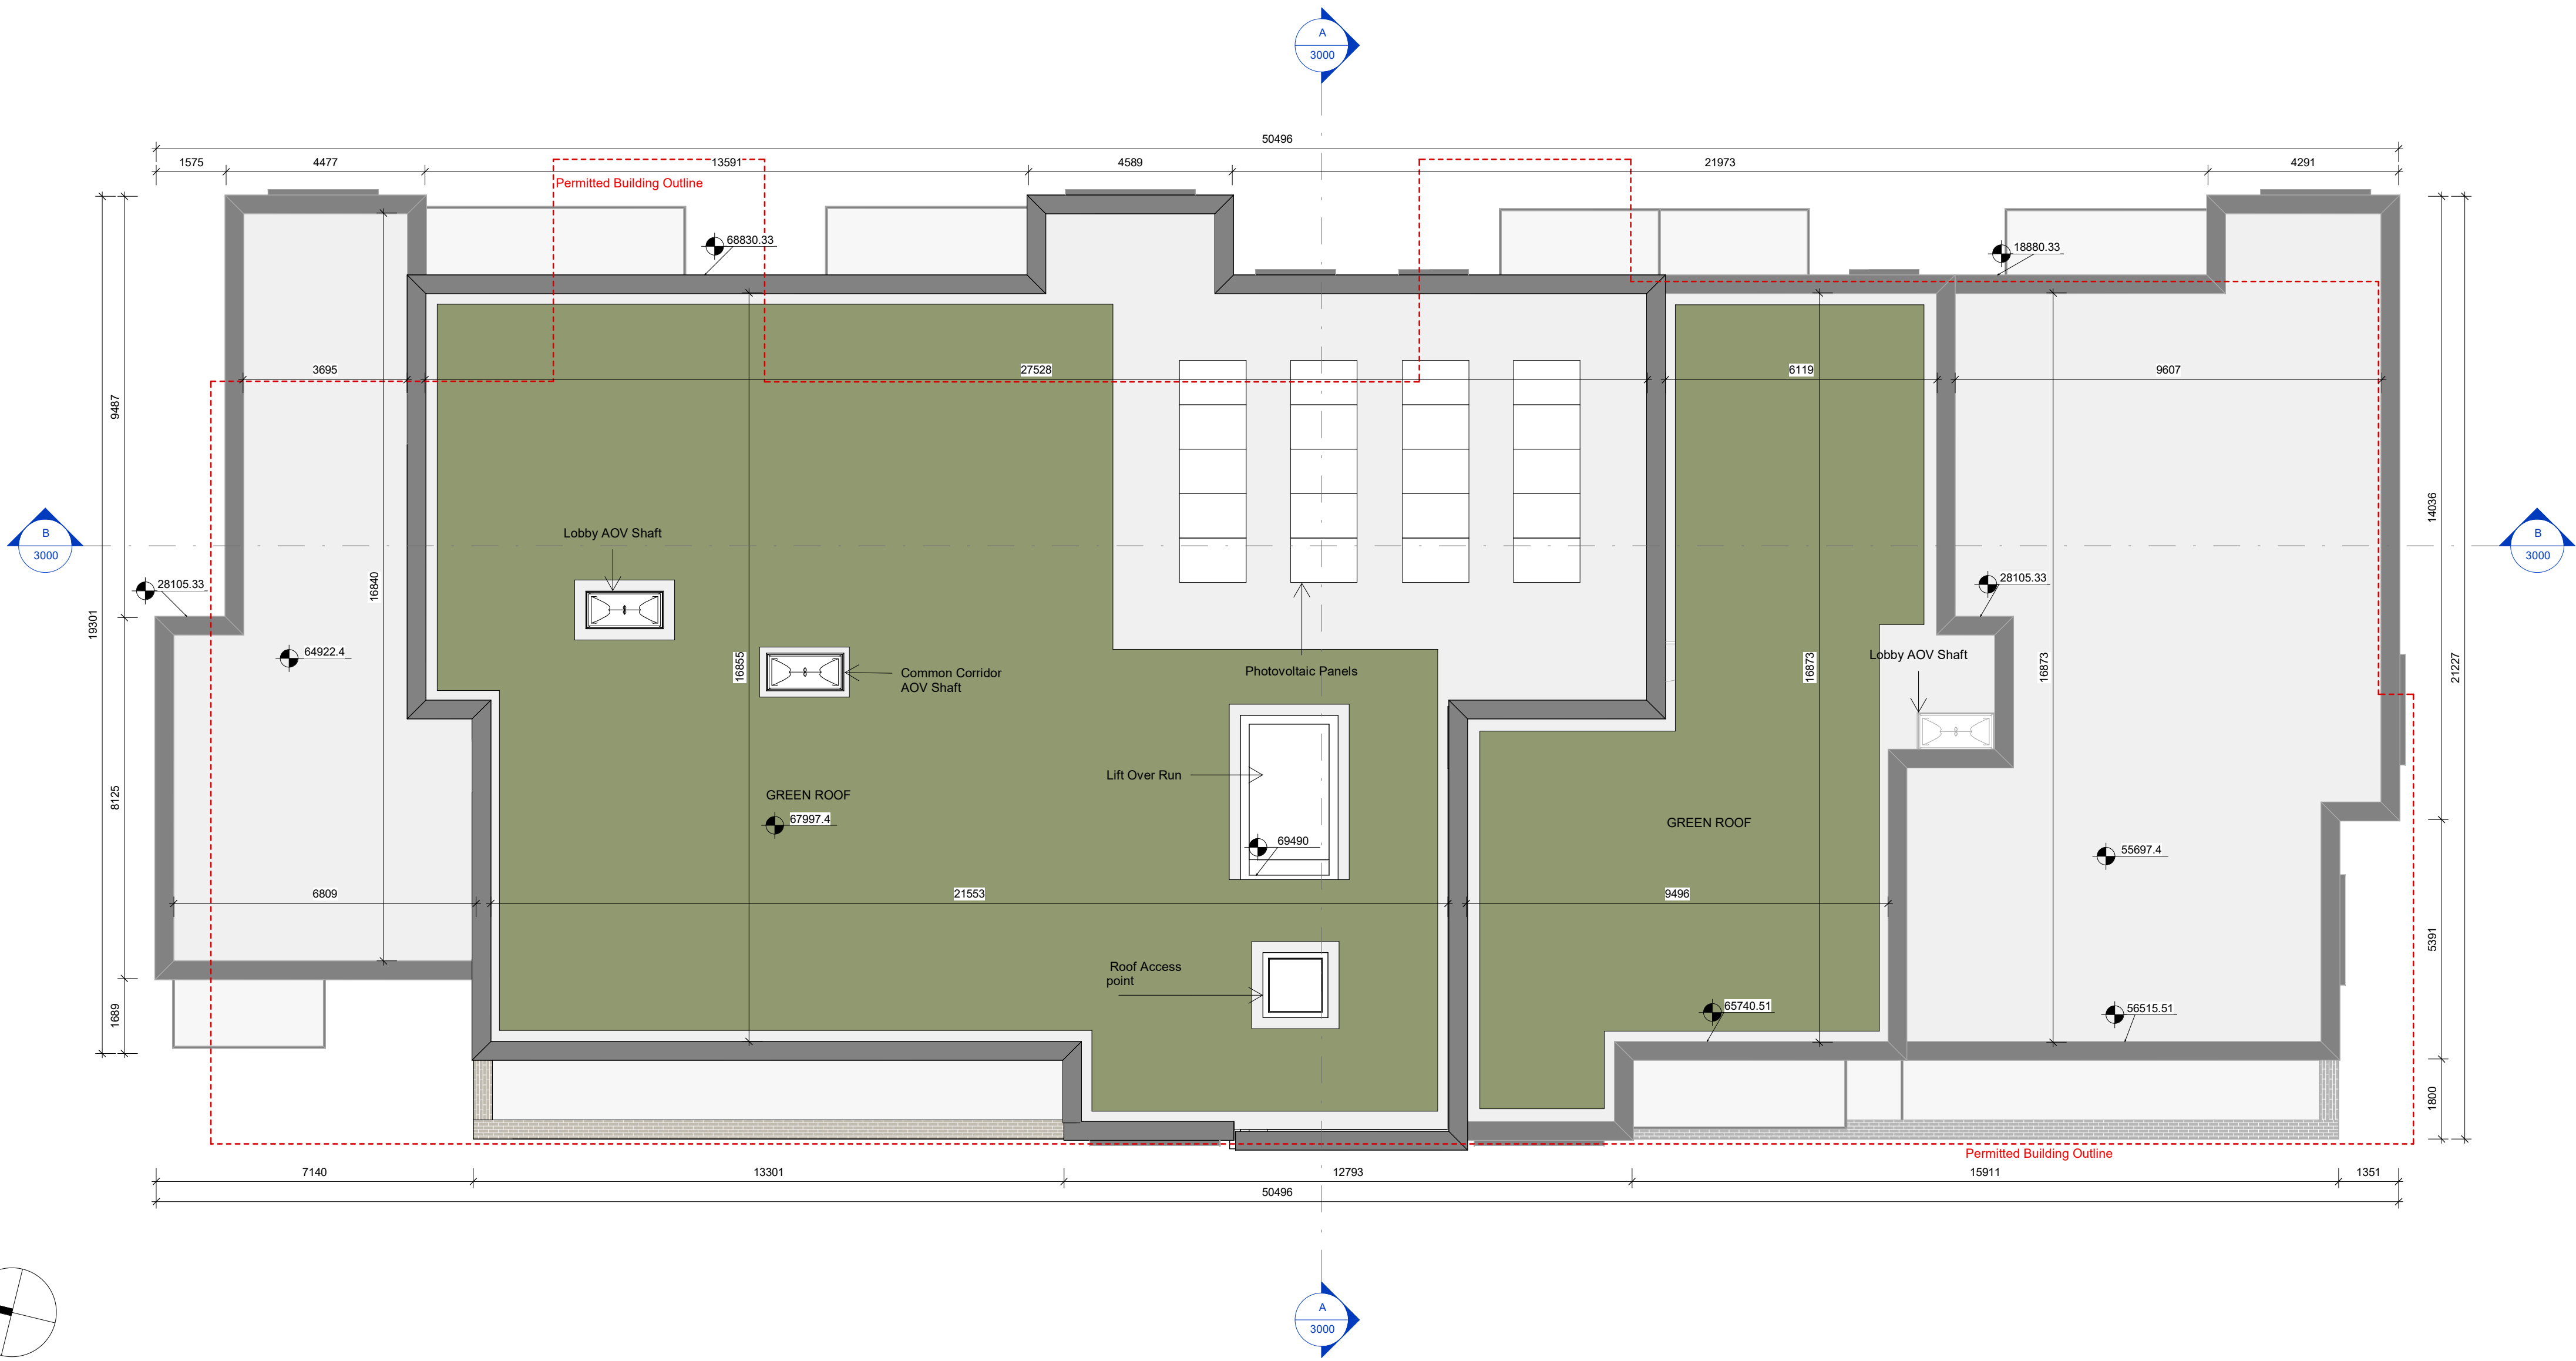 A
3000
50496
1575
4477
13591
4589
21973
4291
Permitted Building Outline
68830.33
18880.33
3695
27528
6119
9607
9487
14036
Lobby AOV Shaft
B
3000
B
3000
28105.33
16840
28105.33
19301
64922.4
16855
Common Corridor
AOV Shaft
Photovoltaic Panels
16873
Lobby AOV Shaft
16873
21227
Lift Over Run
8125
GREEN ROOF
67997.4
69490
GREEN ROOF
55697.4
6809
21553
9496
5391
Roof Access
point
1689
65740.51
56515.51
1800
Permitted Building Outline
7140
13301
12793
15911
1351
50496
A
3000